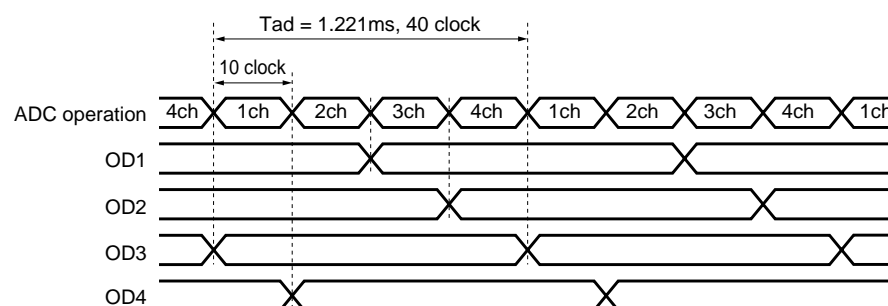 Tad = 1.221ms, 40 clock
10 clock
ADC operation 4ch 1ch 2ch 3ch 4ch 1ch 2ch 3ch 4ch 1ch
OD1
OD2
OD3
OD4